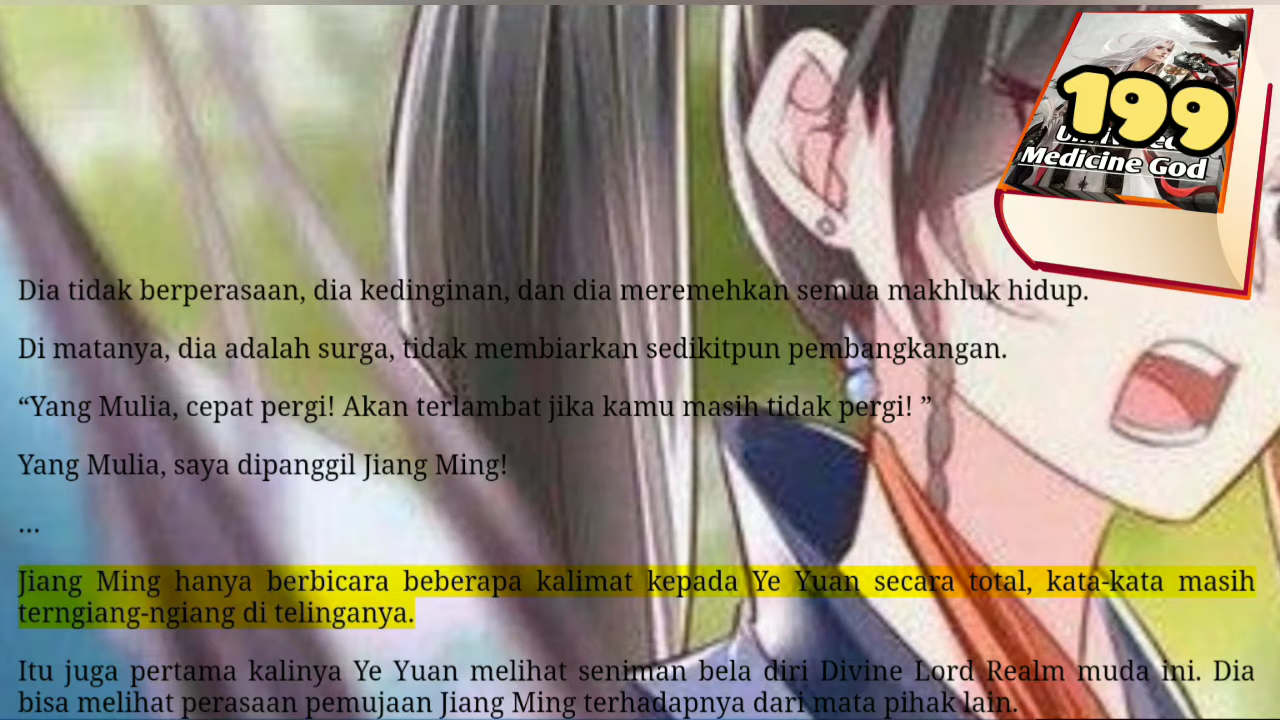 199
Medicine God
Dia tidak berperasaan, dia kedinginan, dan dia meremehkan semua makhluk hidup.
Di matanya, dia adalah surga, tidak membiarkan sedikitpun pembangkangan.
“Yang Mulia, cepat pergi! Akan terlambat jika kamu masih tidak pergi! ”
Yang Mulia, saya dipanggil Jiang Ming!
...
Jiang Ming hanya berbicara beberapa kalimat kepada Ye Yuan secara total, kata-kata masih
terngiang-ngiang di telinganya.
Itu juga pertama kalinya Ye Yuan melihat seniman bela diri Divine Lord Realm muda ini. Dia
bisa melihat perasaan pemujaan Jiang Ming terhadapnya dari mata pihak lain.